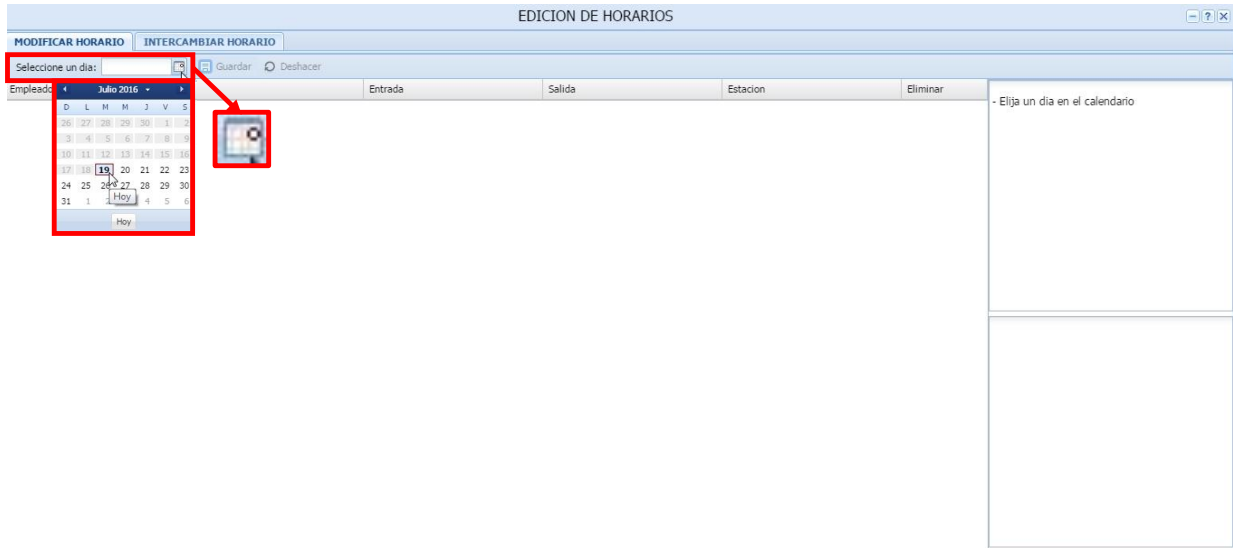 EDICION DE HORARIOS
MODIFICAR HORARIO INTERCAMBIAR HORARIO
Seleccione un dia: Guardar Deshacer
Empleado Entrada Salida Estacion Eliminar
- Elija un dia en el calendario
Julio 2016
D L M M J V S
26 27 28 29 30 1 2
3 4 5 6 7 8 9
10 11 12 13 14 15 16
17 18 19 20 21 22 23
24 25 26 27 28 29 30
31 1 2 4 5 6
Hoy
Hoy